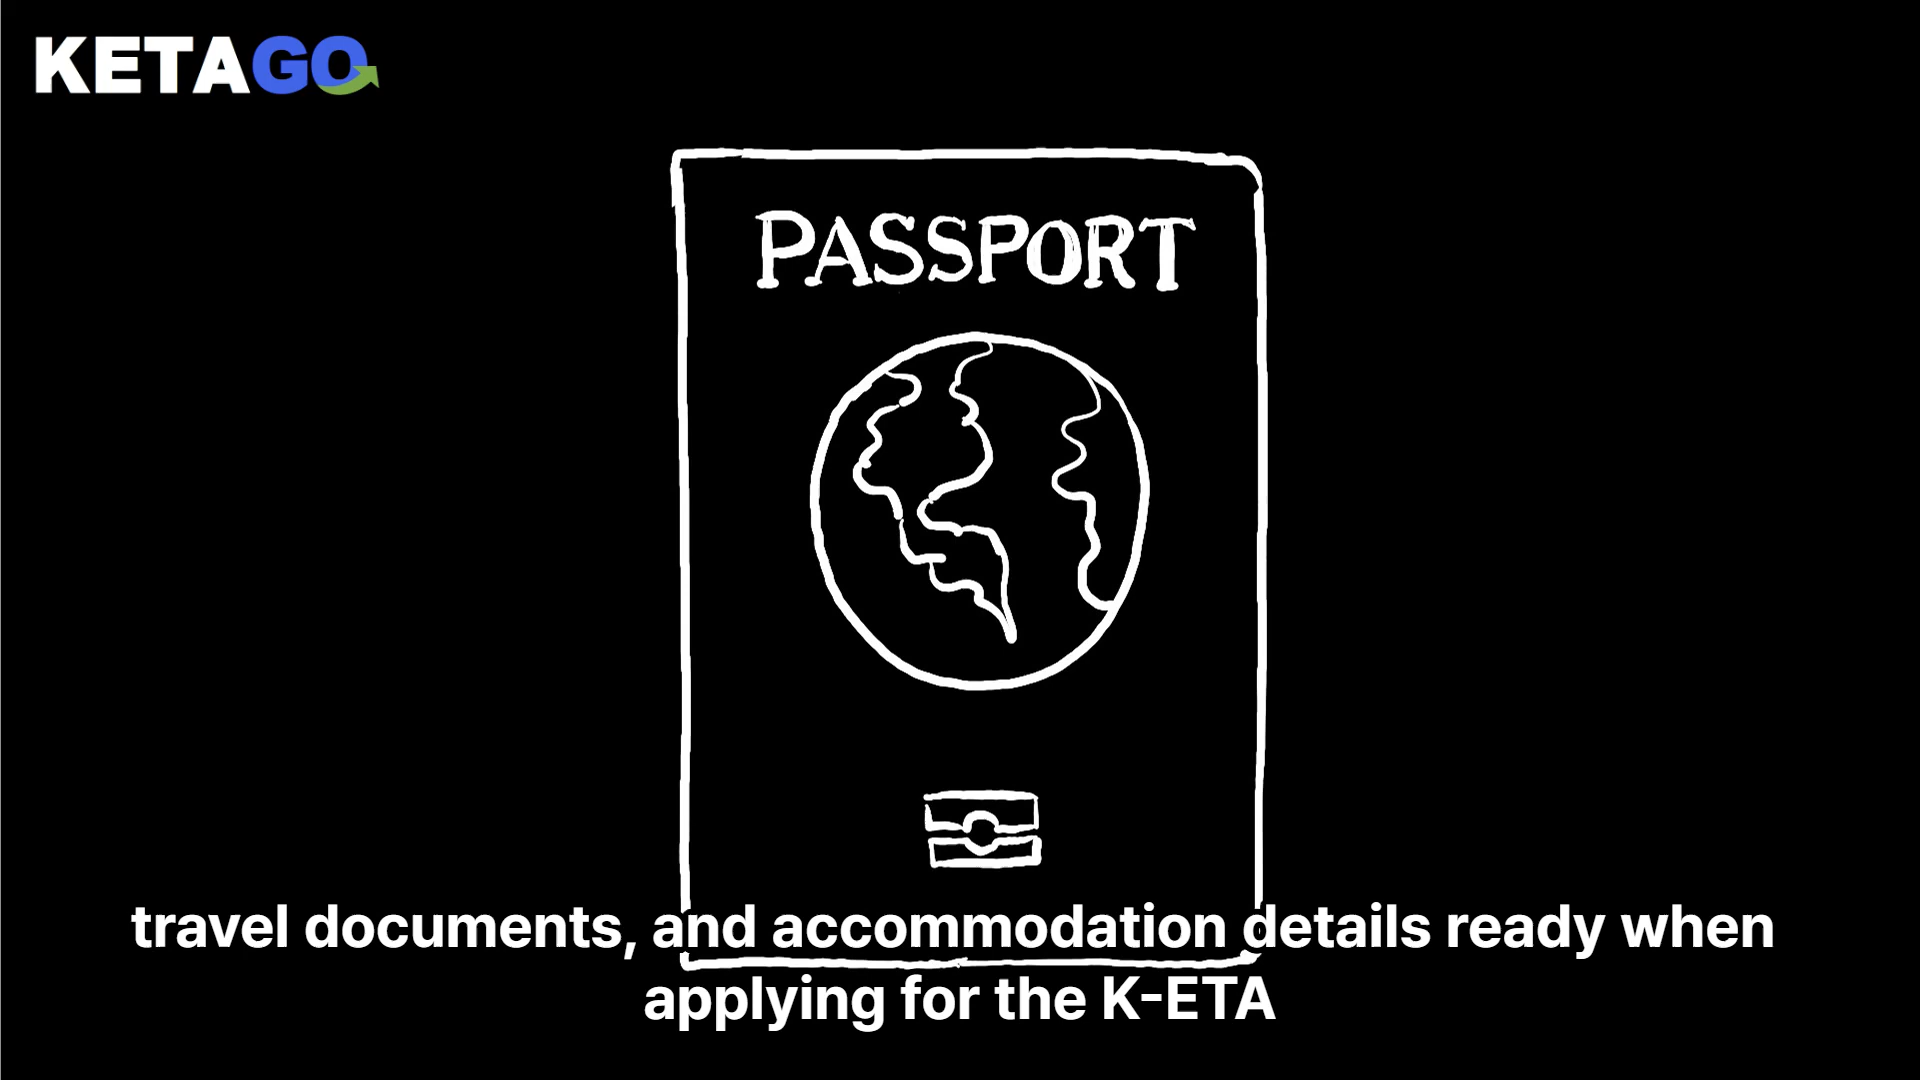 KETAGO
PASSPORT
travel documents, and accommodation details ready when
applying for the K-ETA